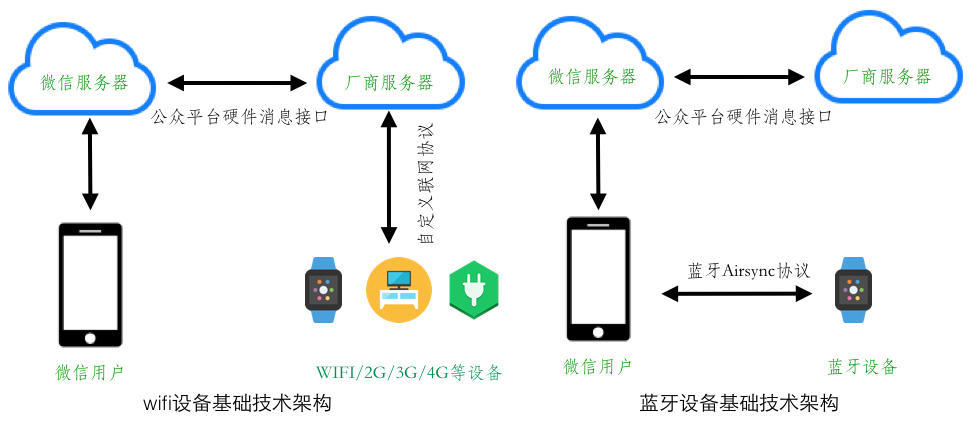 微信服务器
厂商服务器
公众平台硬件消息接口
自定义联网协议
微信用户
WIFI/2G/3G/4G等设备
wifi设备基础技术架构
微信服务器
厂商服务器
公众平台硬件消息接口
蓝牙Airsync协议
微信用户
蓝牙设备
蓝牙设备基础技术架构